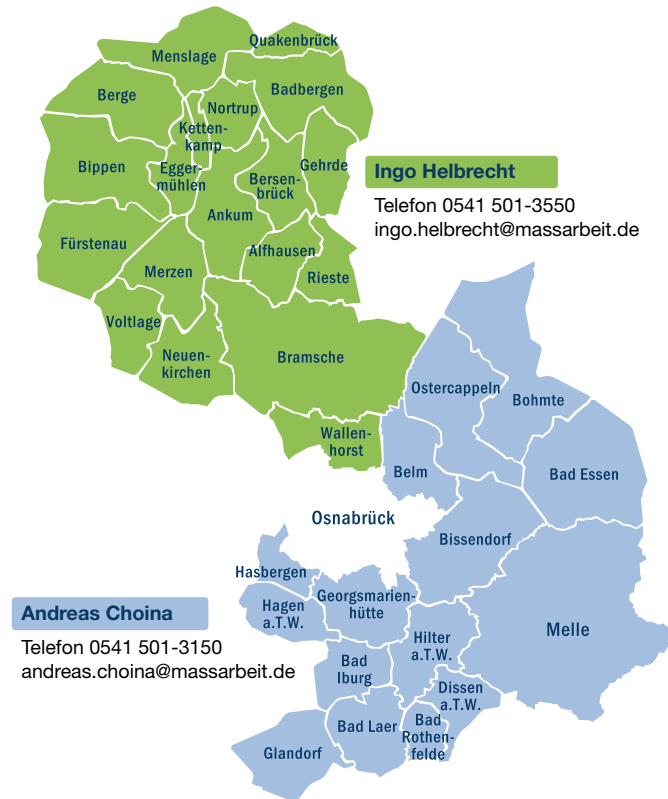 Quakenbrück
Menslage
Badbergen
Berge
Nortrup
Ketten-
kamp
Gehrde
Bippen
Egger-
mühlen
Bersen-
brück
Ankum
Fürstenau
Alfhausen
Merzen
Rieste
Voltlage
Neuen-
kirchen
Bramsche
Wallen-
horst
Ingo Helbrecht
Telefon 0541 501-3550
ingo.helbrecht@massarbeit.de
Ostercappeln
Bohmte
Belm
Bad Essen
Osnabrück
Bissendorf
Hasbergen
Georgsmarien-
hütte
Hagen
a.T.W.
Melle
Hilter
a.T.W.
Bad
Iburg
Dissen
a.T.W.
Bad Laer
Bad
Rothen-
felde
Glandorf
Andreas Choina
Telefon 0541 501-3150
andreas.choina@massarbeit.de